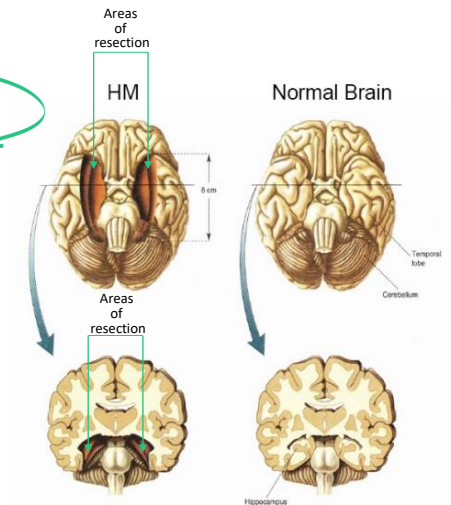 Areas
of
resection
HM
Normal Brain
8 cm
Temporal
lobe
Cerebellum
Areas
of
resection
Hippocampus